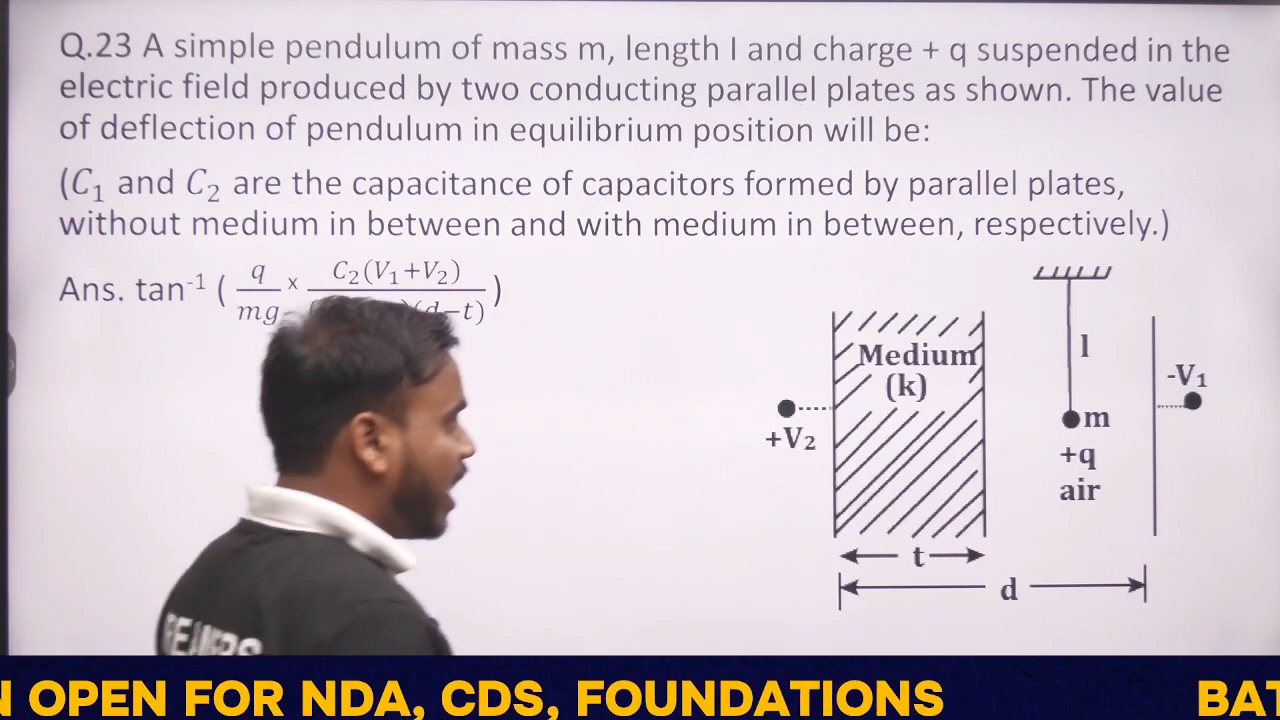 Q.23 A simple pendulum of mass m, length l and charge + q suspended in the
electric field produced by two conducting parallel plates as shown. The value
of deflection of pendulum in equilibrium position will be:
(C₁ and C₂ are the capacitance of capacitors formed by parallel plates,
without medium in between and with medium in between, respectively.)
Ans. tan⁻¹ ( q/mg x C₂(V₁+V₂)/(d−t) )
Medium
(k)
l
-V₁
+V₂
m
+q
air
t
d
N OPEN FOR NDA, CDS, FOUNDATIONS
BAT